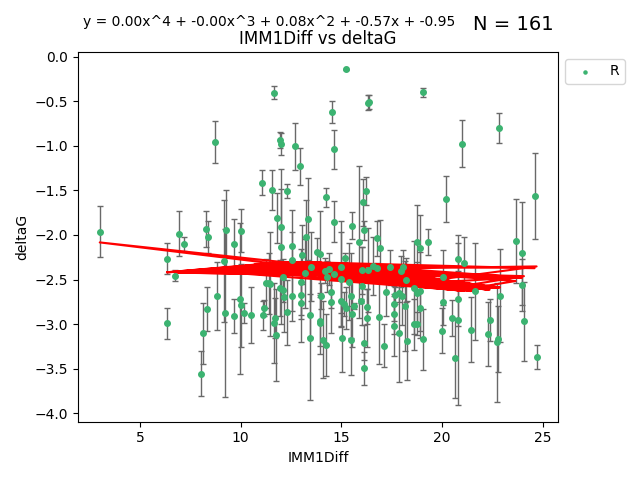 y = 0.00x^4 + -0.00x^3 + 0.08x^2 + -0.57x + -0.95
N = 161
IMM1Diff vs deltaG
R
deltaG
0.0
−0.5
−1.0
−1.5
−2.0
−2.5
−3.0
−3.5
−4.0
5 10 15 20 25
IMM1Diff